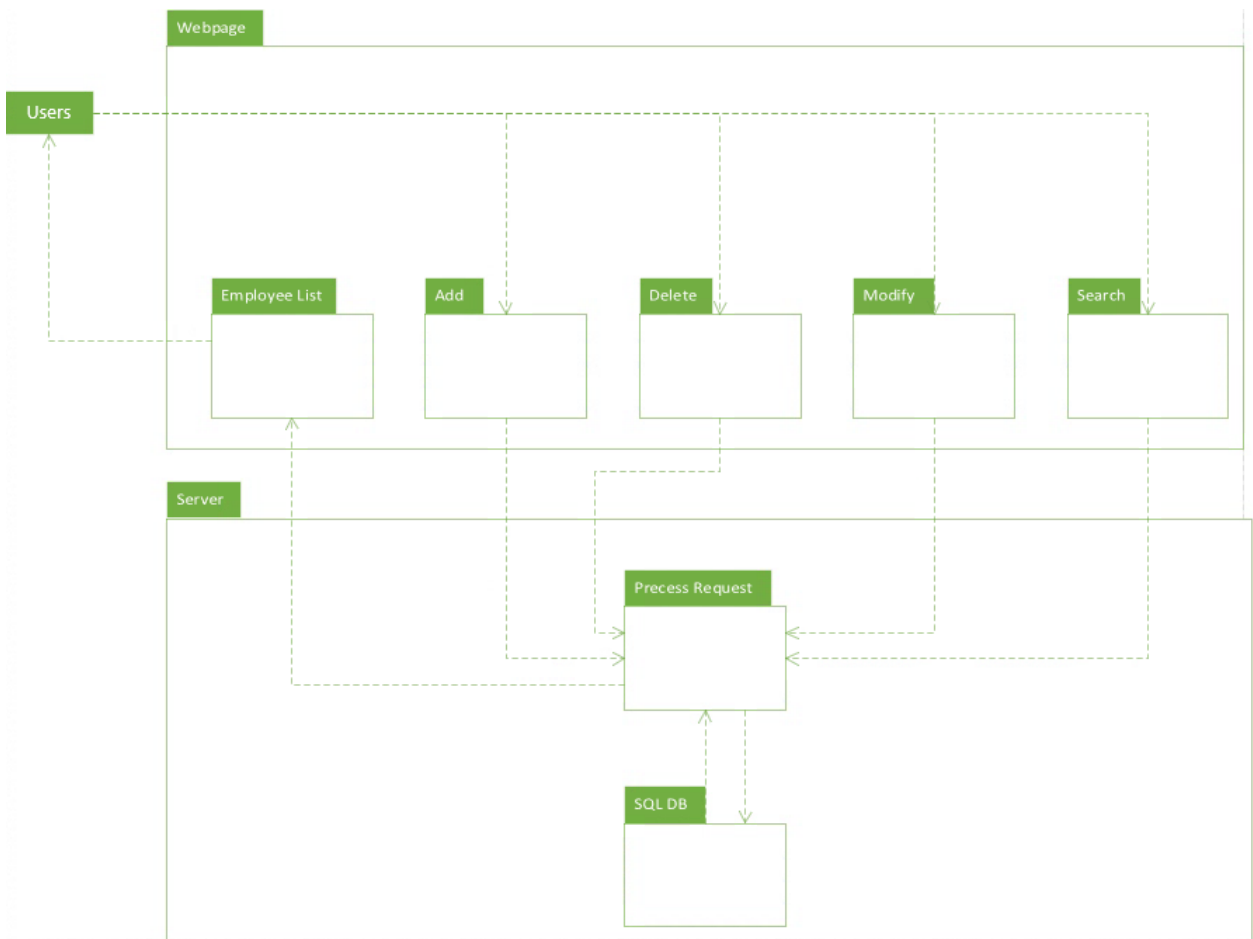 Webpage
Users
Employee List
Add
Delete
Modify
Search
Server
Precess Request
SQL DB